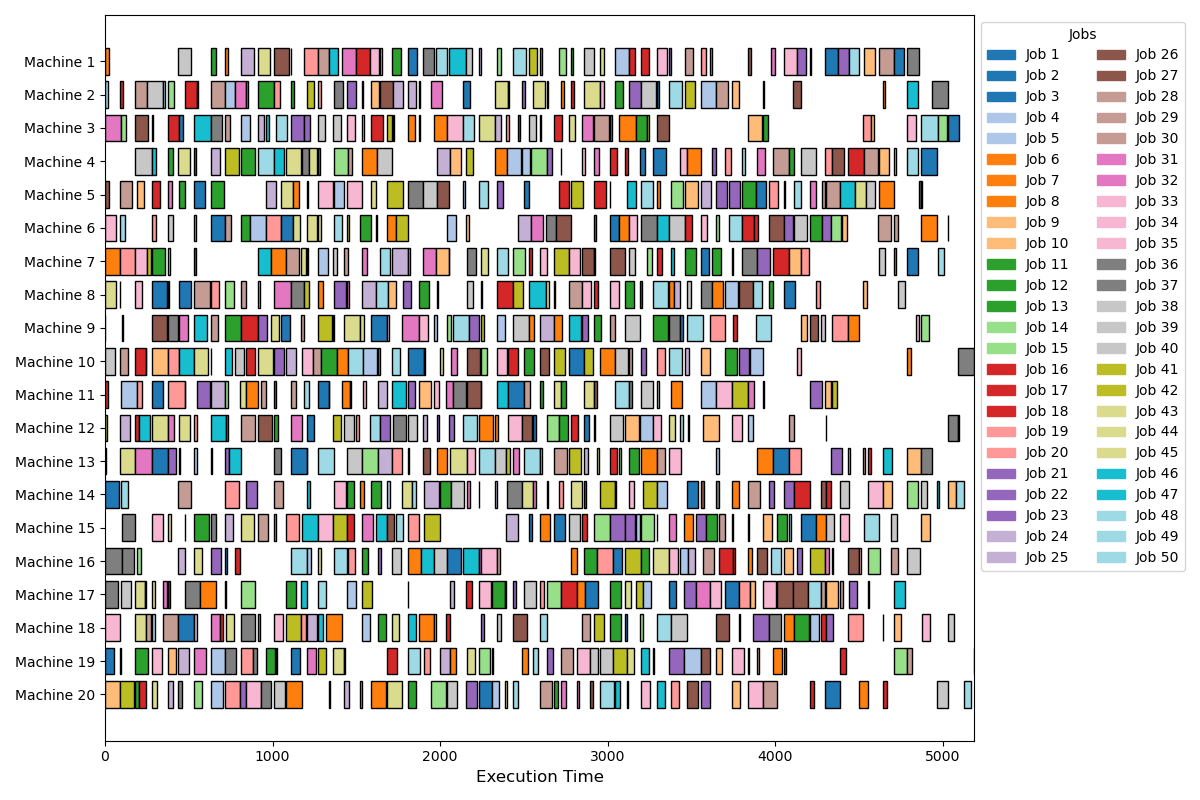 Machine 1
Machine 2
Machine 3
Machine 4
Machine 5
Machine 6
Machine 7
Machine 8
Machine 9
Machine 10
Machine 11
Machine 12
Machine 13
Machine 14
Machine 15
Machine 16
Machine 17
Machine 18
Machine 19
Machine 20
0 1000 2000 3000 4000 5000
Execution Time
Jobs
Job 1 Job 26
Job 2 Job 27
Job 3 Job 28
Job 4 Job 29
Job 5 Job 30
Job 6 Job 31
Job 7 Job 32
Job 8 Job 33
Job 9 Job 34
Job 10 Job 35
Job 11 Job 36
Job 12 Job 37
Job 13 Job 38
Job 14 Job 39
Job 15 Job 40
Job 16 Job 41
Job 17 Job 42
Job 18 Job 43
Job 19 Job 44
Job 20 Job 45
Job 21 Job 46
Job 22 Job 47
Job 23 Job 48
Job 24 Job 49
Job 25 Job 50